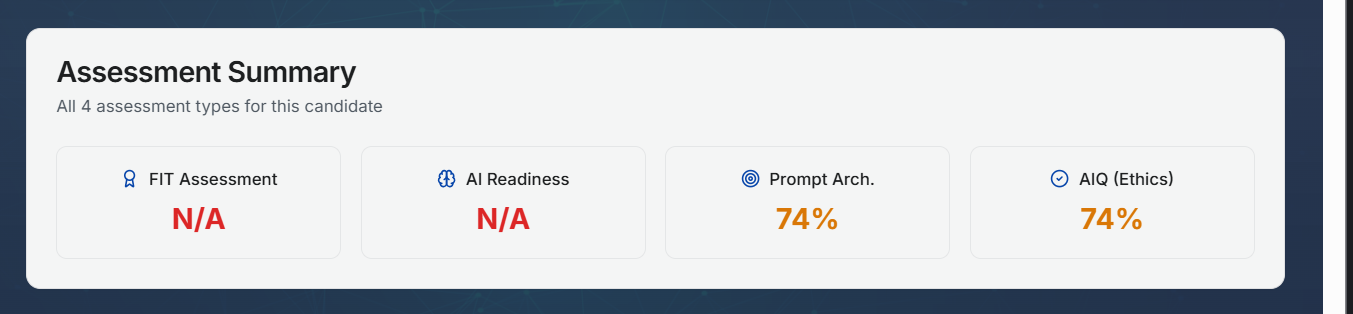 Assessment Summary
All 4 assessment types for this candidate
FIT Assessment
N/A
AI Readiness
N/A
Prompt Arch.
74%
AIQ (Ethics)
74%